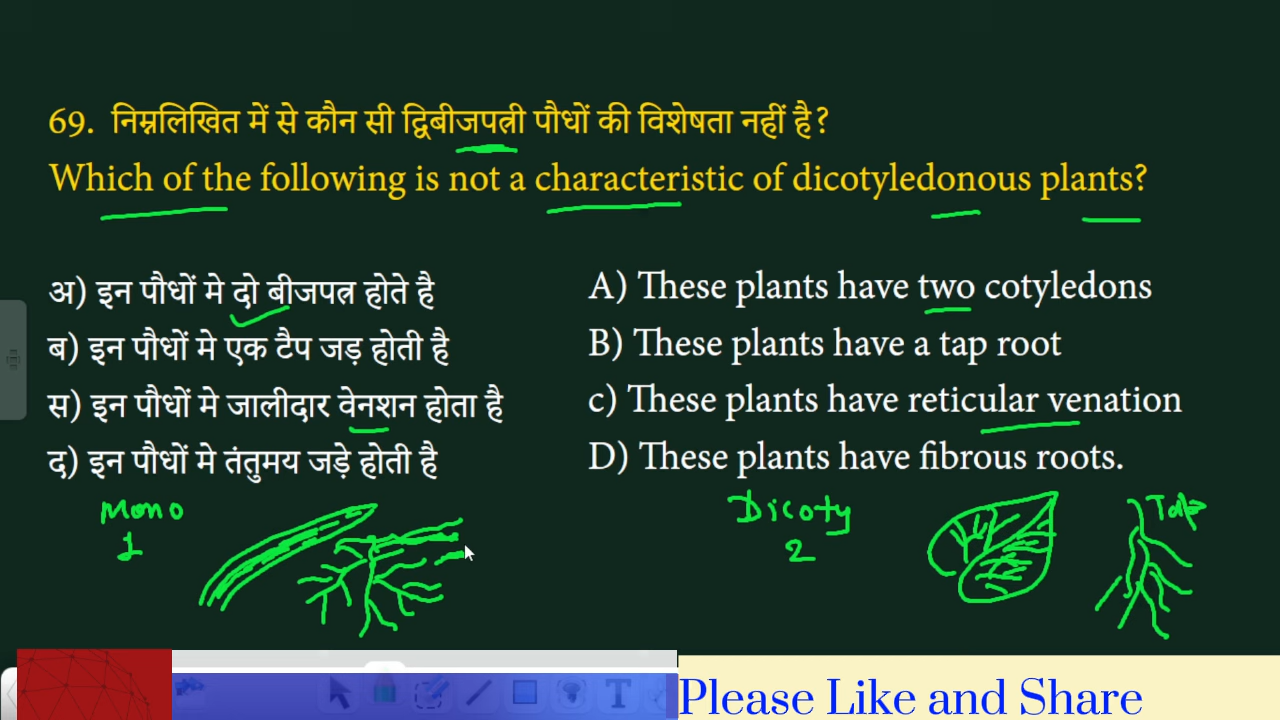 69. निम्नलिखित में से कौन सी द्विबीजपत्री पौधों की विशेषता नहीं है?
Which of the following is not a characteristic of dicotyledonous plants?
अ) इन पौधों मे दो बीजपत्र होते है
ब) इन पौधों मे एक टैप जड़ होती है
स) इन पौधों मे जालीदार वेनशन होता है
द) इन पौधों मे तंतुमय जड़े होती है
A) These plants have two cotyledons
B) These plants have a tap root
c) These plants have reticular venation
D) These plants have fibrous roots.
Mono
1
Dicoty
2
Tap
T
Please Like and Share